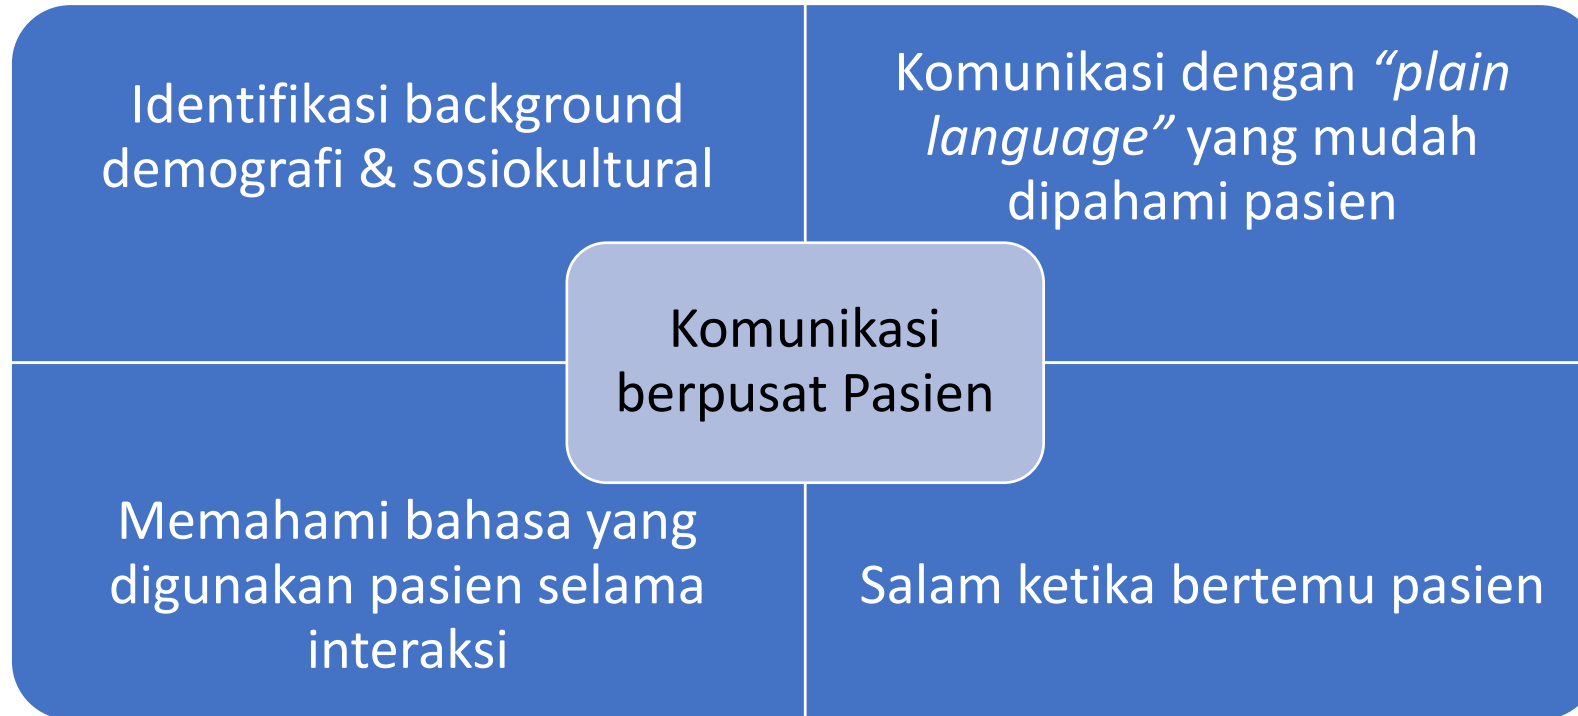 Identifikasi background
demografi & sosiokultural
Komunikasi dengan “plain
language” yang mudah
dipahami pasien
Komunikasi
berpusat Pasien
Memahami bahasa yang
digunakan pasien selama
interaksi
Salam ketika bertemu pasien